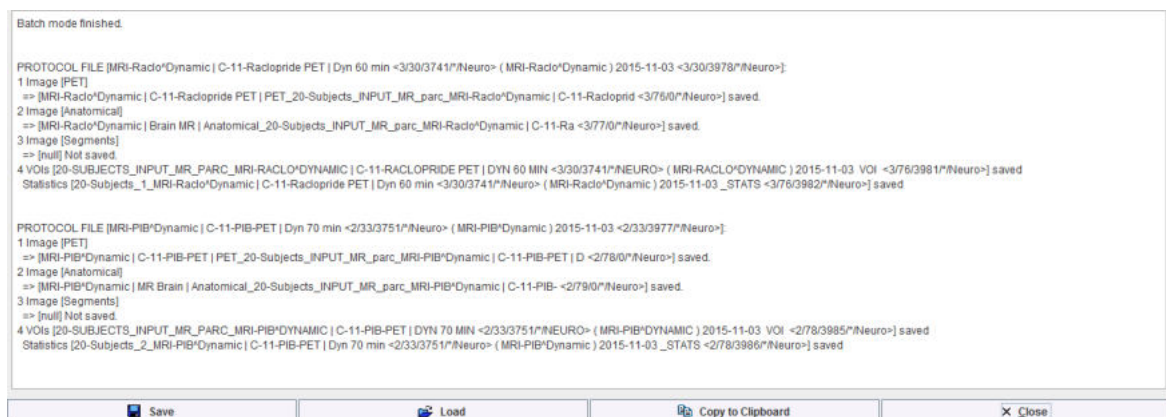 Batch mode finished.
PROTOCOL FILE [MRI-Raclo^Dynamic | C-11-Raclopride PET | Dyn 60 min <3/30/3741/*/Neuro> ( MRI-Raclo^Dynamic ) 2015-11-03 <3/30/3978/*/Neuro>]:
1 Image [PET]
=> [MRI-Raclo^Dynamic | C-11-Raclopride PET | PET_20-Subjects_INPUT_MR_parc_MRI-Raclo^Dynamic | C-11-Racloprid <3/76/0/*/Neuro>] saved.
2 Image [Anatomical]
=> [MRI-Raclo^Dynamic | Brain MR | Anatomical_20-Subjects_INPUT_MR_parc_MRI-Raclo^Dynamic | C-11-Ra <3/77/0/*/Neuro>] saved.
3 Image [Segments]
=> [null] Not saved.
4 VOIs [20-SUBJECTS_INPUT_MR_PARC_MRI-RACLO^DYNAMIC | C-11-RACLOPRIDE PET | DYN 60 MIN <3/30/3741/*/NEURO> ( MRI-RACLO^DYNAMIC ) 2015-11-03 VOI <3/76/3981/*/Neuro>] saved
Statistics [20-Subjects_1_MRI-Raclo^Dynamic | C-11-Raclopride PET | Dyn 60 min <3/30/3741/*/Neuro> ( MRI-Raclo^Dynamic ) 2015-11-03 _STATS <3/76/3982/*/Neuro>] saved
PROTOCOL FILE [MRI-PIB^Dynamic | C-11-PIB-PET | Dyn 70 min <2/33/3751/*/Neuro> ( MRI-PIB^Dynamic ) 2015-11-03 <2/33/3977/*/Neuro>]:
1 Image [PET]
=> [MRI-PIB^Dynamic | C-11-PIB-PET | PET_20-Subjects_INPUT_MR_parc_MRI-PIB^Dynamic | C-11-PIB-PET | D <2/78/0/*/Neuro>] saved.
2 Image [Anatomical]
=> [MRI-PIB^Dynamic | MR Brain | Anatomical_20-Subjects_INPUT_MR_parc_MRI-PIB^Dynamic | C-11-PIB- <2/79/0/*/Neuro>] saved.
3 Image [Segments]
=> [null] Not saved.
4 VOIs [20-SUBJECTS_INPUT_MR_PARC_MRI-PIB^DYNAMIC | C-11-PIB-PET | DYN 70 MIN <2/33/3751/*/NEURO> ( MRI-PIB^DYNAMIC ) 2015-11-03 VOI <2/78/3985/*/Neuro>] saved
Statistics [20-Subjects_2_MRI-PIB^Dynamic | C-11-PIB-PET | Dyn 70 min <2/33/3751/*/Neuro> ( MRI-PIB^Dynamic ) 2015-11-03 _STATS <2/78/3986/*/Neuro>] saved
Save Load Copy to Clipboard Close